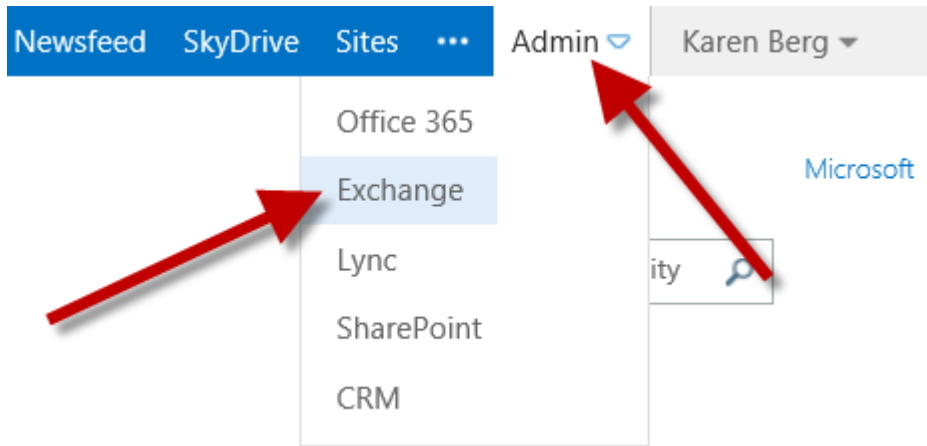 Newsfeed SkyDrive Sites ••• Admin Karen Berg
Office 365
Exchange
Microsoft
Lync
ity
SharePoint
CRM